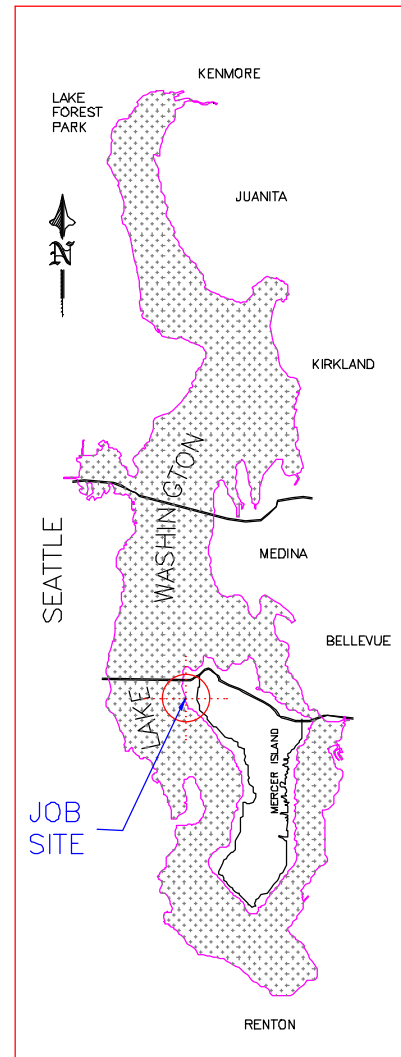 KENMORE
LAKE
FOREST
PARK
JUANITA
N
KIRKLAND
WASHINGTON
SEATTLE
MEDINA
BELLEVUE
LAKE
MERCER ISLAND
JOB
SITE
RENTON